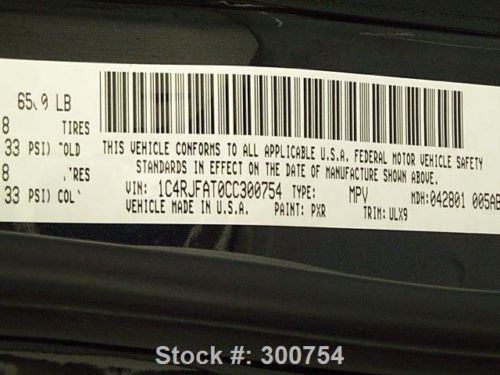 65 0 LB
8 TIRES
33 PSI) OLD
8 RES
33 PSI) COL
THIS VEHICLE CONFORMS TO ALL APPLICABLE U.S.A. FEDERAL MOTOR VEHICLE SAFETY
STANDARDS IN EFFECT ON THE DATE OF MANUFACTURE SHOWN ABOVE.
VIN: 1C4RJFAT0CC300754 TYPE: MPV MDH:042801 005AB
VEHICLE MADE IN U.S.A. PAINT: PXR TRIM:ULX9
Stock #: 300754